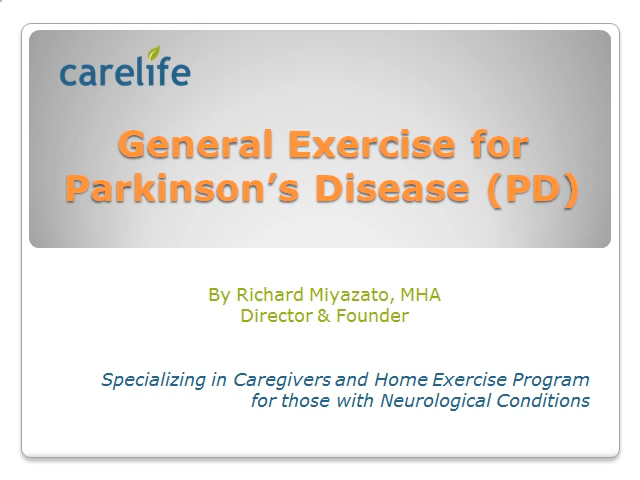 carelife
General Exercise for
Parkinson’s Disease (PD)
By Richard Miyazato, MHA
Director & Founder
Specializing in Caregivers and Home Exercise Program
for those with Neurological Conditions